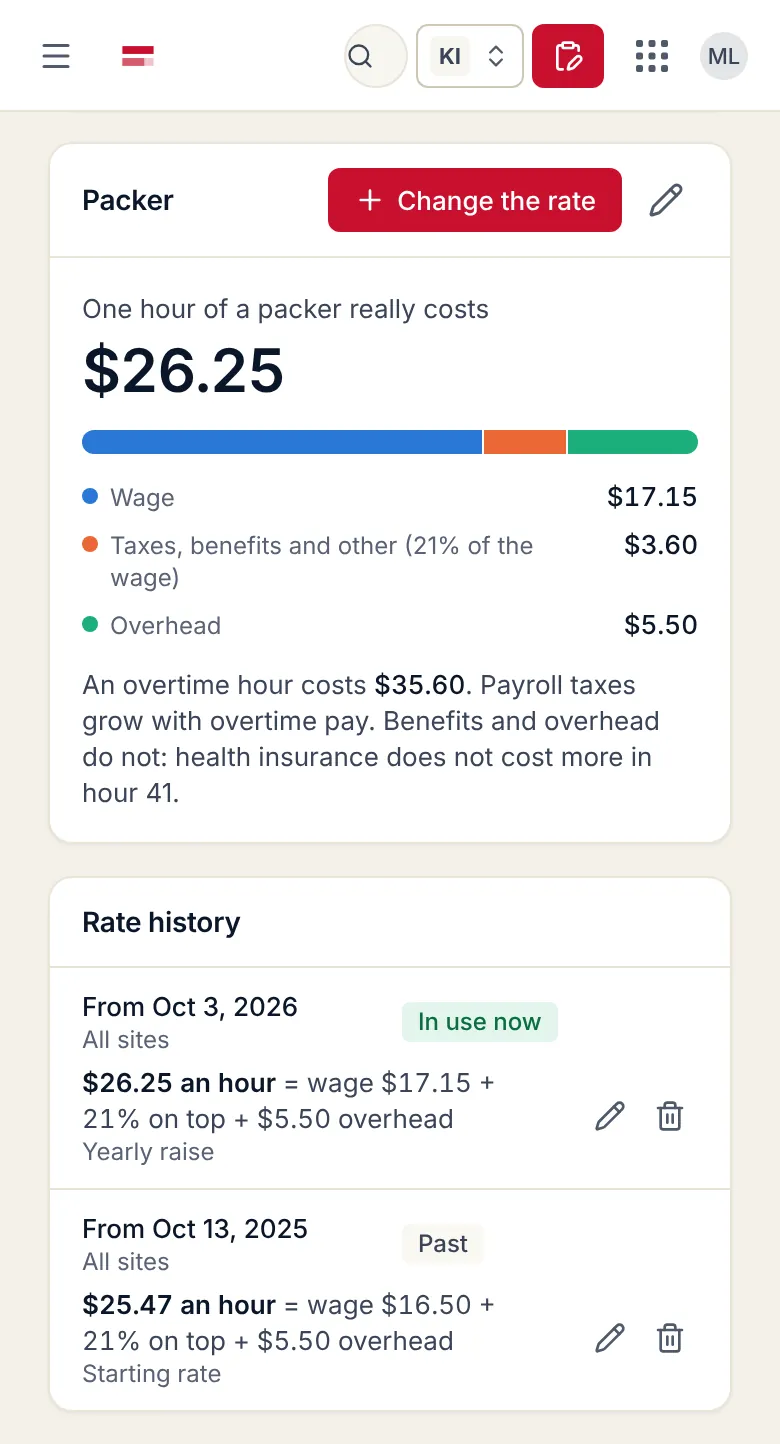 KI
ML
Packer
Change the rate
One hour of a packer really costs
$26.25
Wage
$17.15
Taxes, benefits and other (21% of the
wage)
$3.60
Overhead
$5.50
An overtime hour costs $35.60. Payroll taxes
grow with overtime pay. Benefits and overhead
do not: health insurance does not cost more in
hour 41.
Rate history
From Oct 3, 2026
All sites
In use now
$26.25 an hour = wage $17.15 +
21% on top + $5.50 overhead
Yearly raise
From Oct 13, 2025
All sites
Past
$25.47 an hour = wage $16.50 +
21% on top + $5.50 overhead
Starting rate